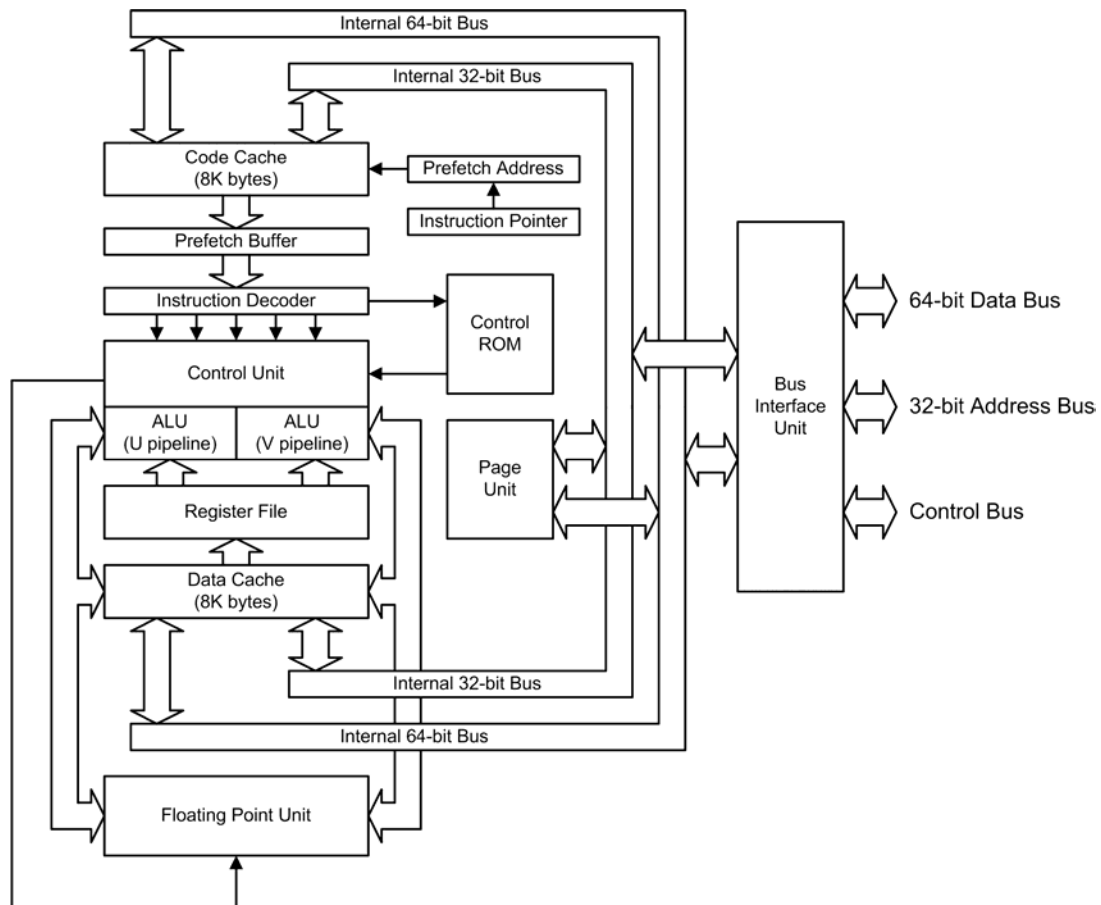 Internal 64-bit Bus
Internal 32-bit Bus
Code Cache
(8K bytes)
Prefetch Address
Instruction Pointer
Prefetch Buffer
Instruction Decoder
Control
ROM
Control Unit
ALU
(U pipeline)
ALU
(V pipeline)
Page
Unit
Register File
Data Cache
(8K bytes)
Internal 32-bit Bus
Internal 64-bit Bus
Floating Point Unit
Bus
Interface
Unit
64-bit Data Bus
32-bit Address Bus
Control Bus